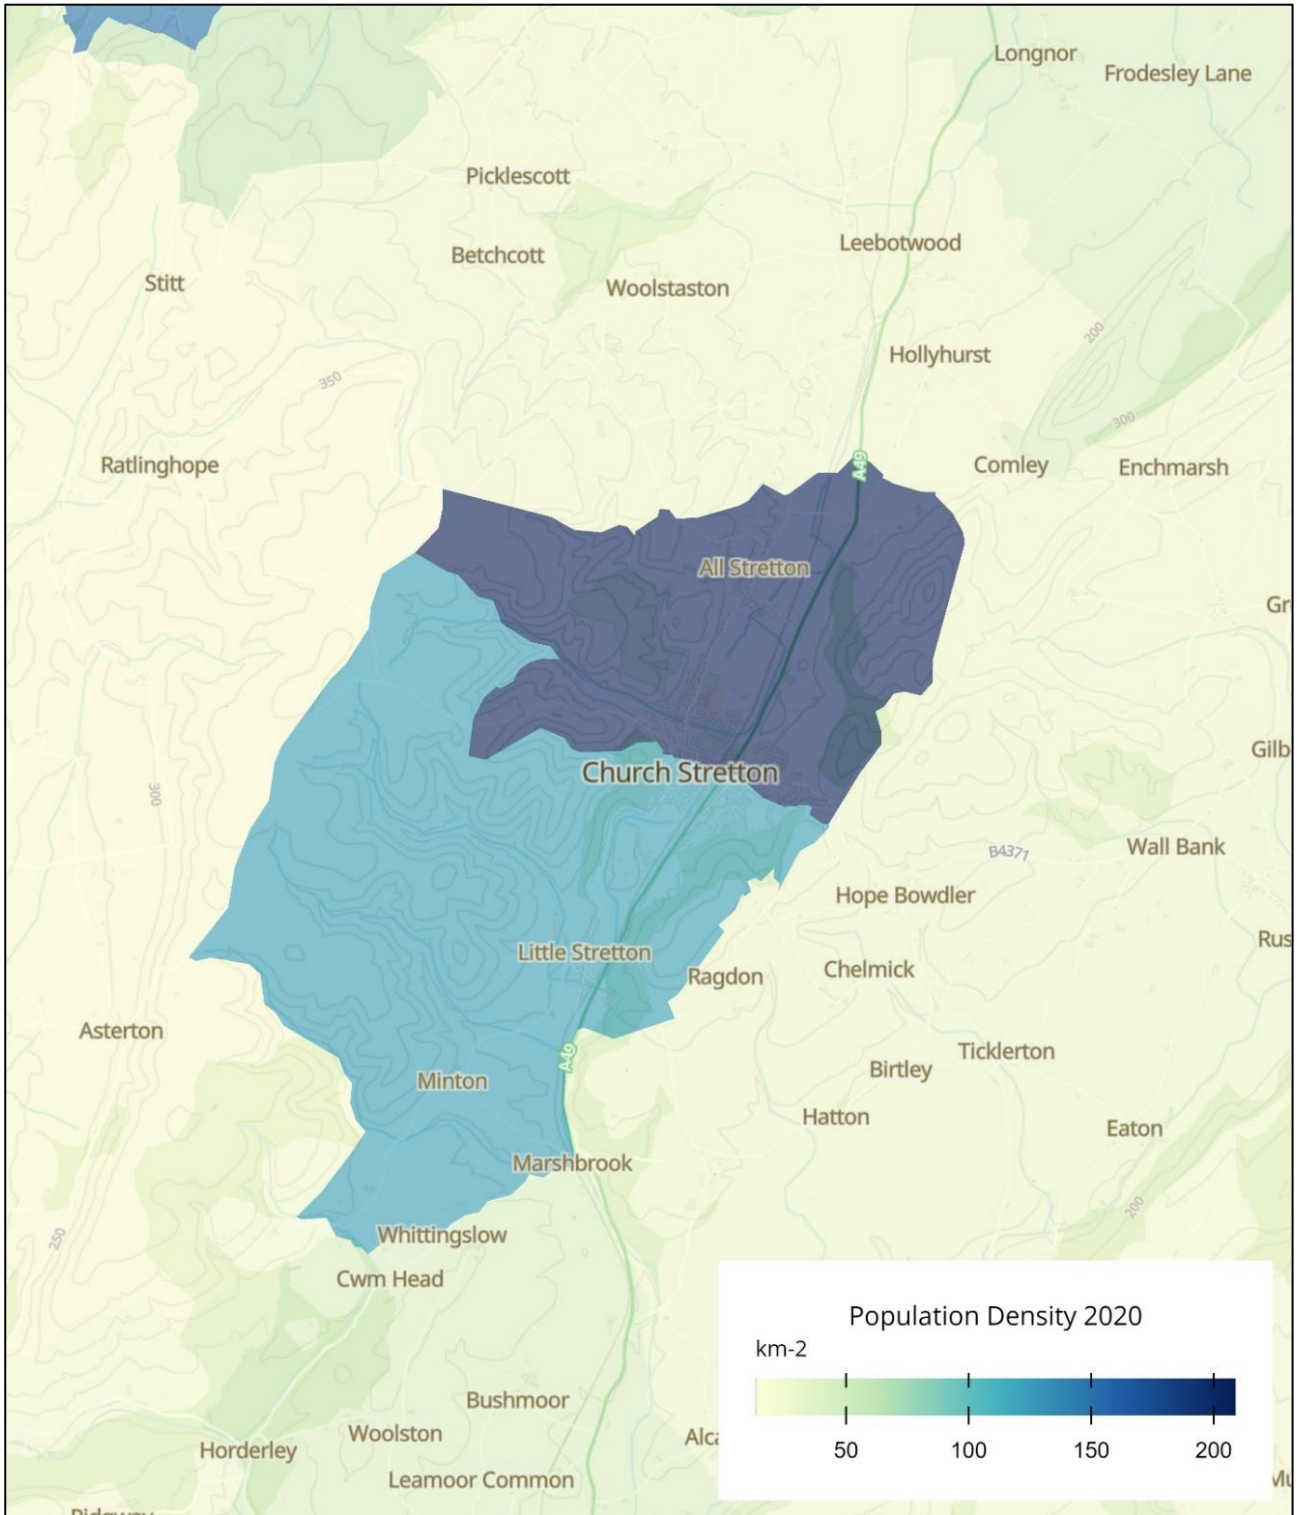 Longnor
Frodesley Lane
Picklescott
Leebotwood
Betchcott
Stitt
Woolstaston
200
Hollyhurst
350
300
Ratlinghope
A49
Comley
Enchmarsh
All Stretton
Gr
Gilb
Church Stretton
300
B4371
Wall Bank
Hope Bowdler
Rus
Little Stretton
Ragdon
Chelmick
Asterton
A49
Ticklerton
Minton
Birtley
Hatton
Eaton
Marshbrook
200
250
Whittingslow
Cwm Head
Population Density 2020
km-2
50 100 150 200
Bushmoor
Woolston
Alca
Horderley
Leamoor Common
Mu